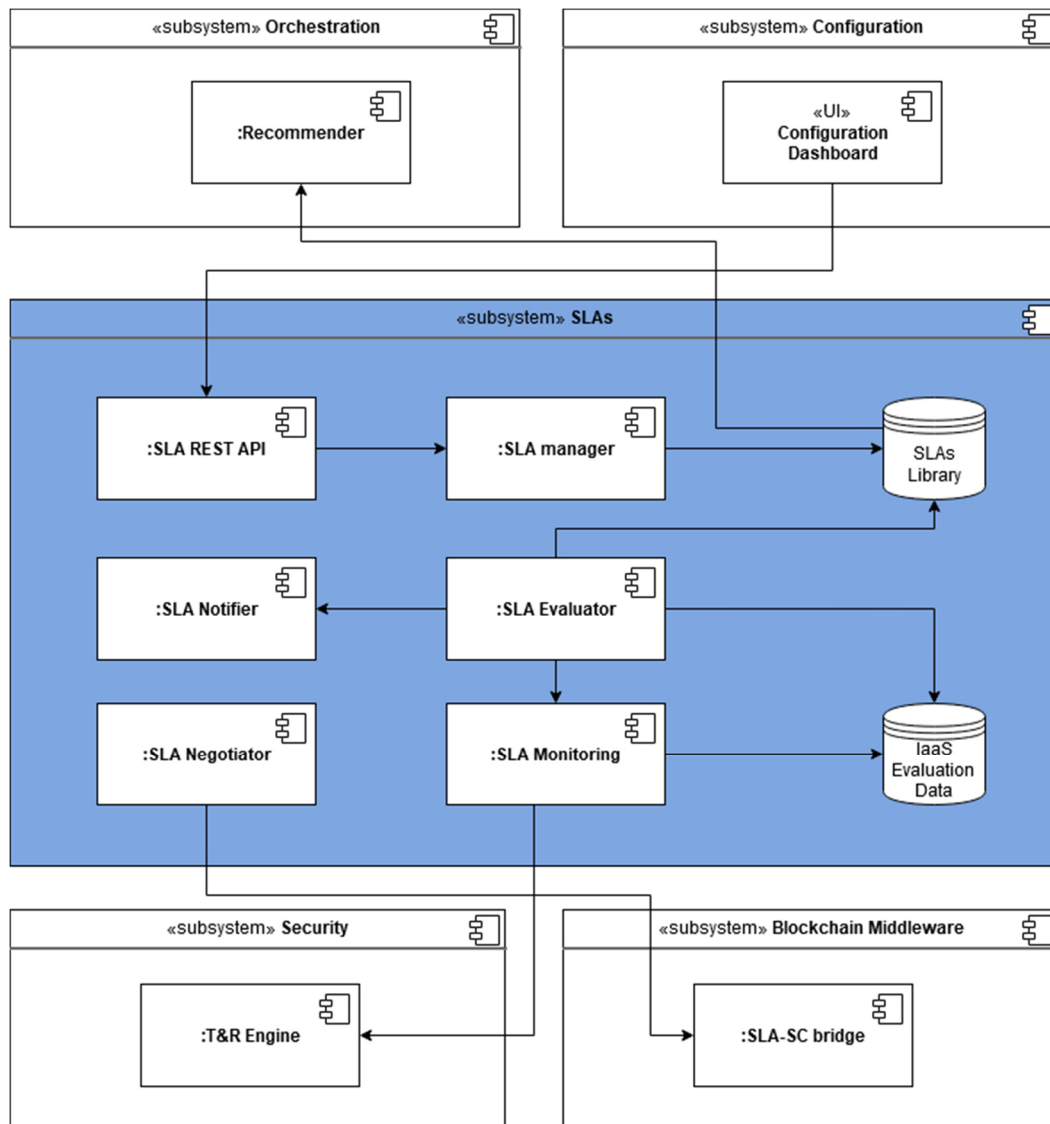 «subsystem» Orchestration
:Recommender
«subsystem» Configuration
«UI»
Configuration
Dashboard
«subsystem» SLAs
:SLA REST API
:SLA manager
SLAs
Library
:SLA Notifier
:SLA Evaluator
:SLA Negotiator
:SLA Monitoring
IaaS
Evaluation
Data
«subsystem» Security
:T&R Engine
«subsystem» Blockchain Middleware
:SLA-SC bridge